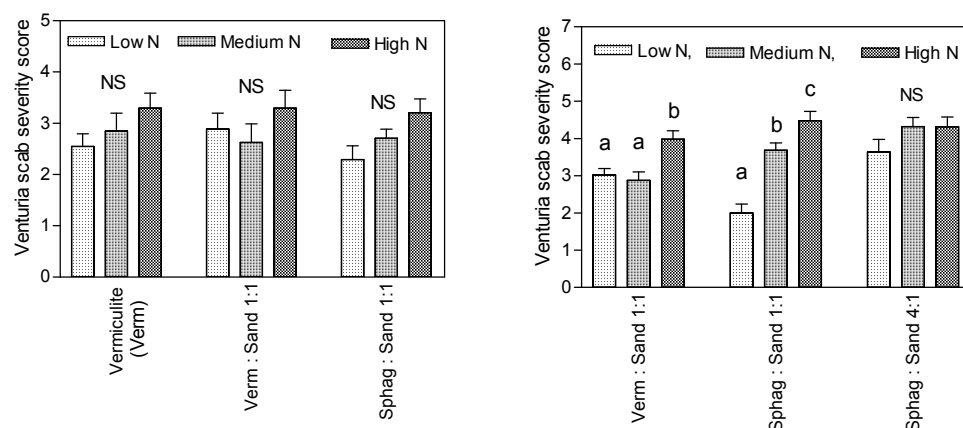 Venturia scab severity score
5
4
3
2
1
0
Low N
Medium N
High N
NS
NS
NS
Vermiculite
(Verm)
Verm : Sand 1:1
Sphag : Sand 1:1
Venturia scab severity score
7
6
5
4
3
2
1
0
Low N,
Medium N,
High N
a
a
b
a
b
c
NS
Verm : Sand 1:1
Sphag : Sand 1:1
Sphag : Sand 4:1